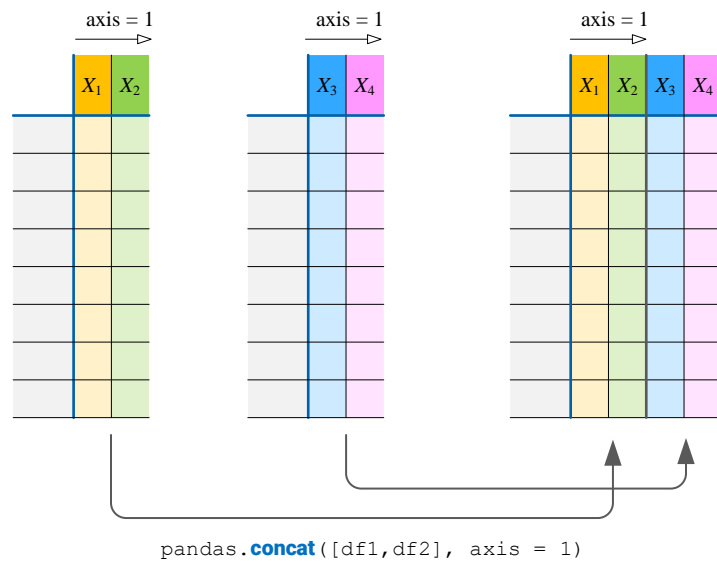 axis = 1
axis = 1
axis = 1
X₁ X₂
X₃ X₄
X₁ X₂ X₃ X₄
pandas.concat([df1,df2], axis = 1)